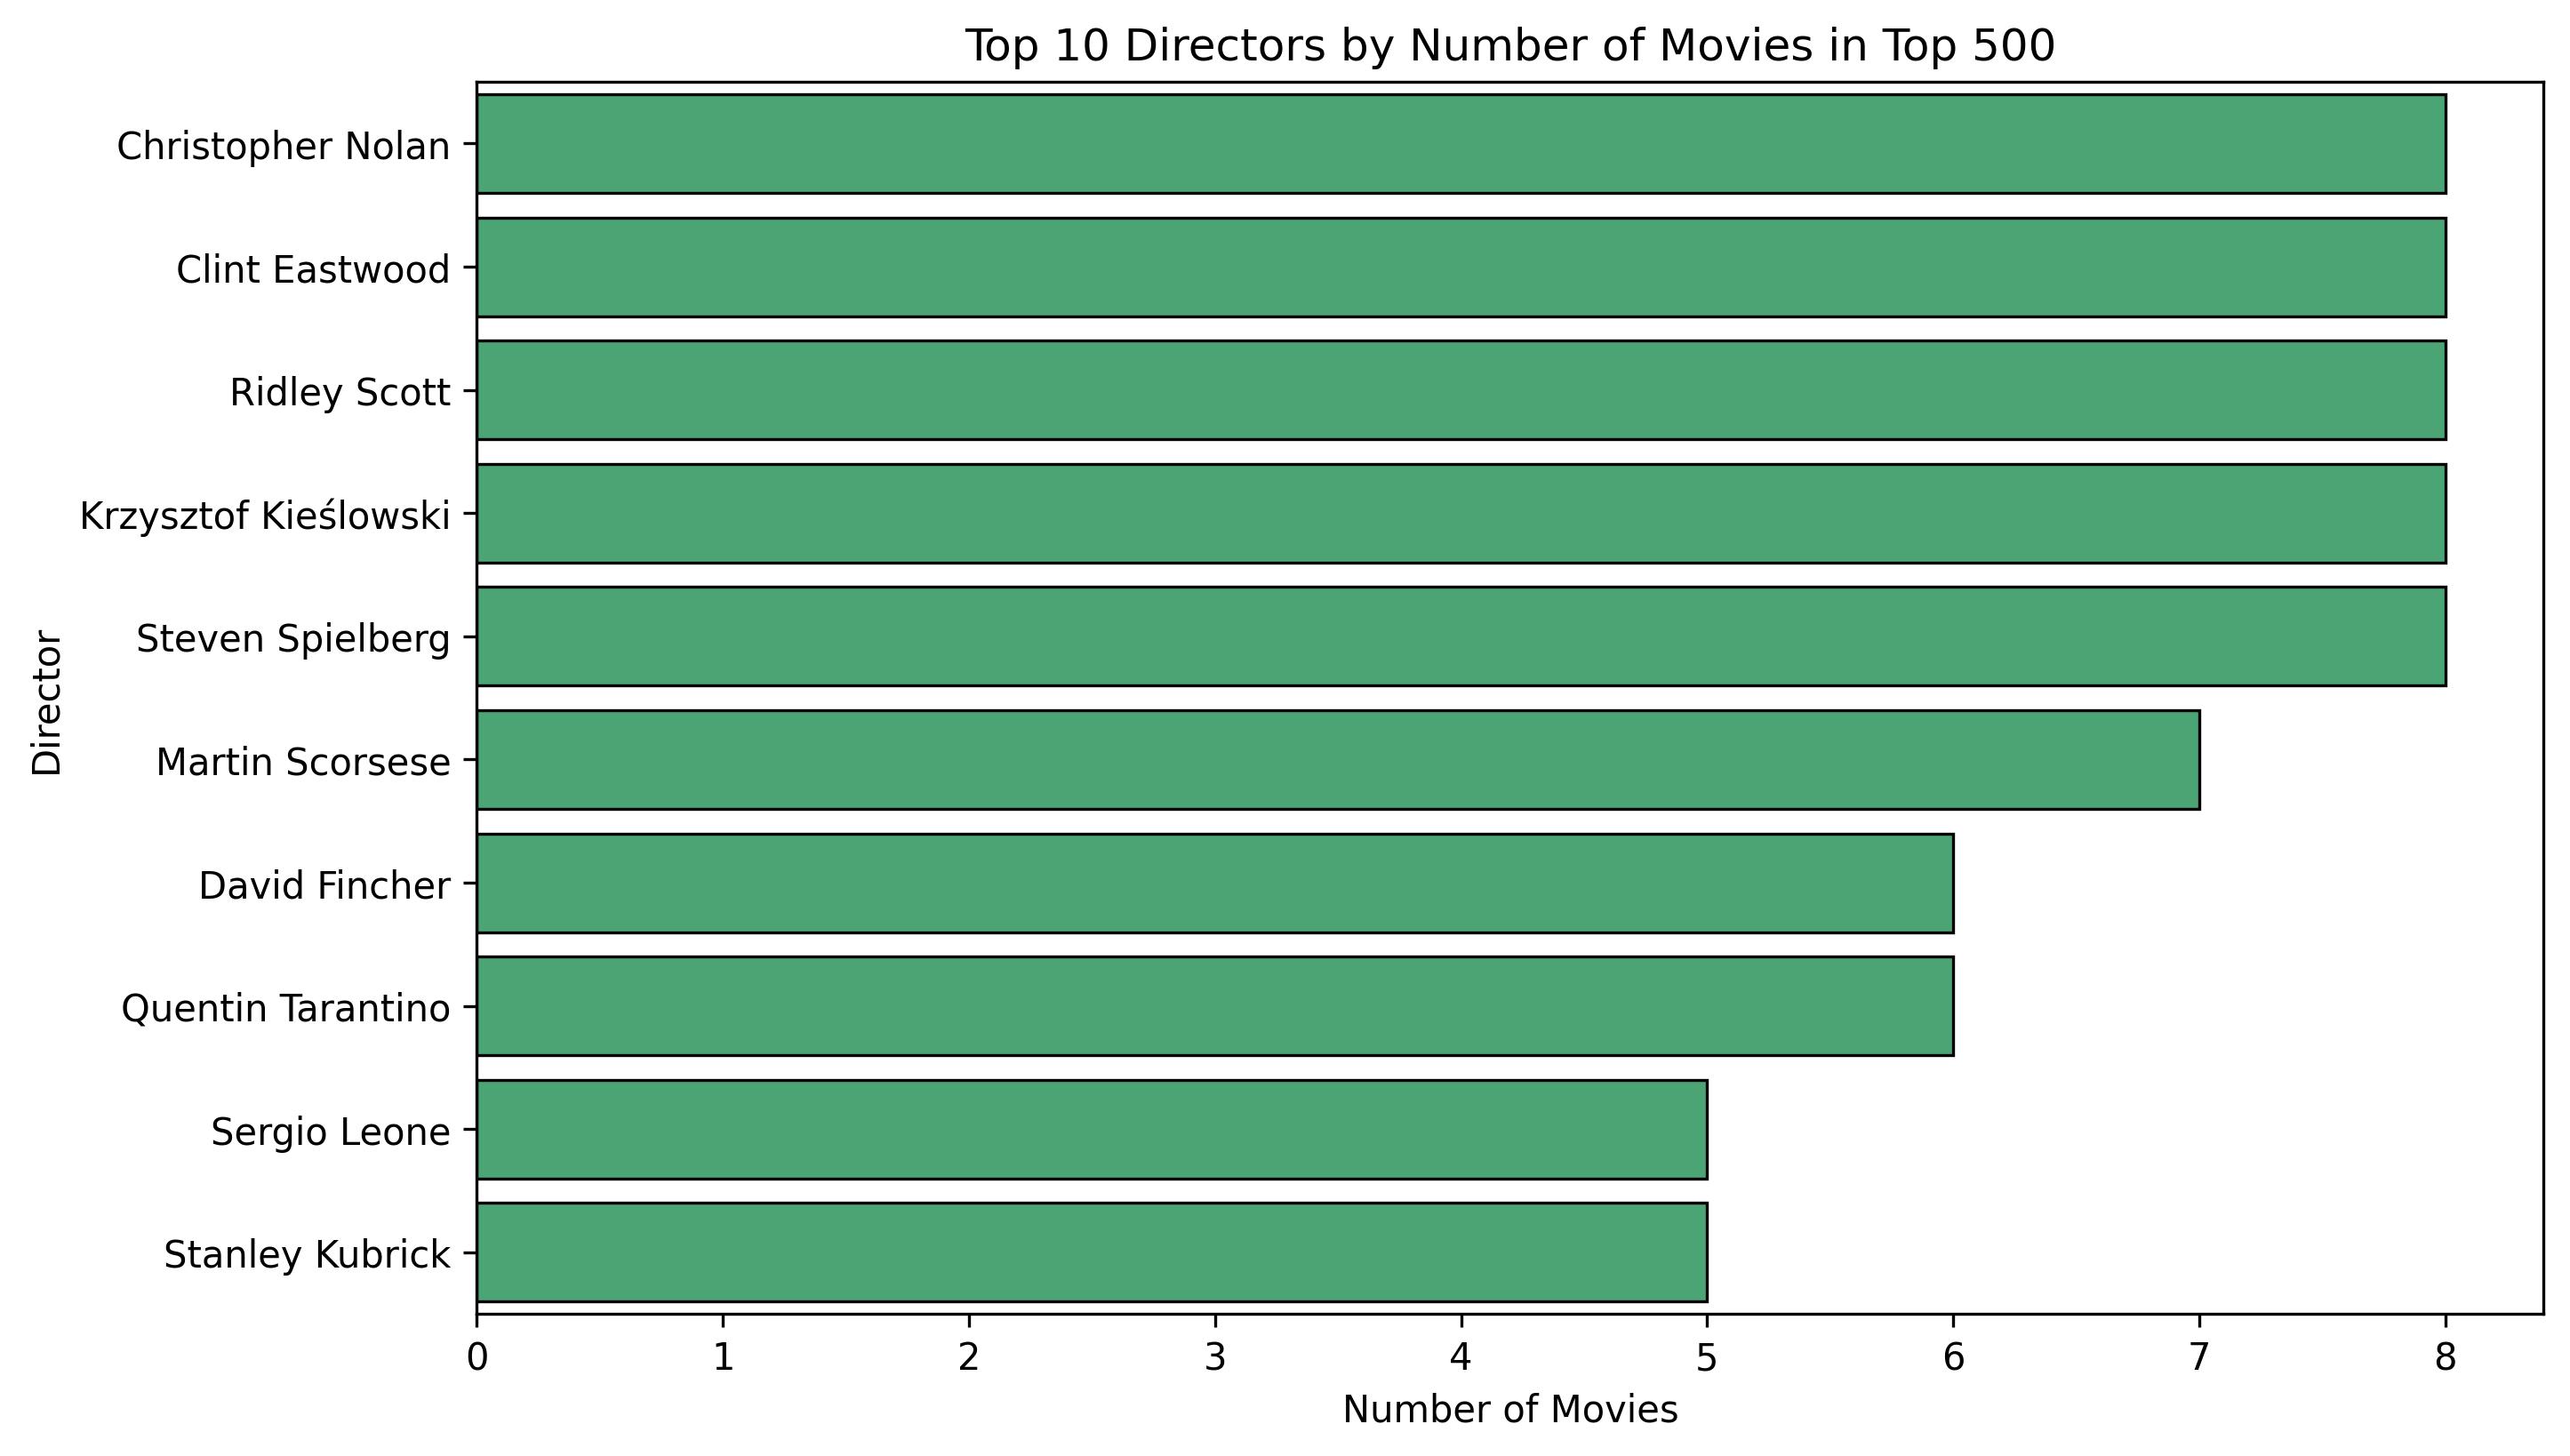 Top 10 Directors by Number of Movies in Top 500
Director
Christopher Nolan
Clint Eastwood
Ridley Scott
Krzysztof Kieślowski
Steven Spielberg
Martin Scorsese
David Fincher
Quentin Tarantino
Sergio Leone
Stanley Kubrick
0 1 2 3 4 5 6 7 8
Number of Movies